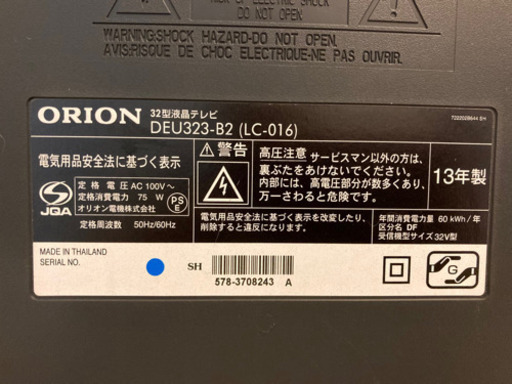 DO NOT OPEN.
WARNING:SHOCK HAZARD-DO NOT OPEN.
AVIS:RISQUE DE CHOC ELECTRIQUE-NE PAS OUVRIR.
ORION 32型液晶テレビ
DEU323-B2 (LC-016)
電気用品安全法に基づく表示
JQA
定格電圧 AC 100V～
定格消費電力 75 W
オリオン電機株式会社
定格周波数 50Hz/60Hz
PS
E
警告
高圧注意 サービスマン以外の方は、
裏ぶたをあけないでください。
内部には、高電圧部分が数多くあり、
万一さわると危険です。
13年製
電気用品安全法に基づく表示を改変したり、
削除すると違反になります。
年間消費電力量 60 kWh/年
区分名 DF
受信機型サイズ 32V型
MADE IN THAILAND
SERIAL NO.
SH
578-3708243 A
G